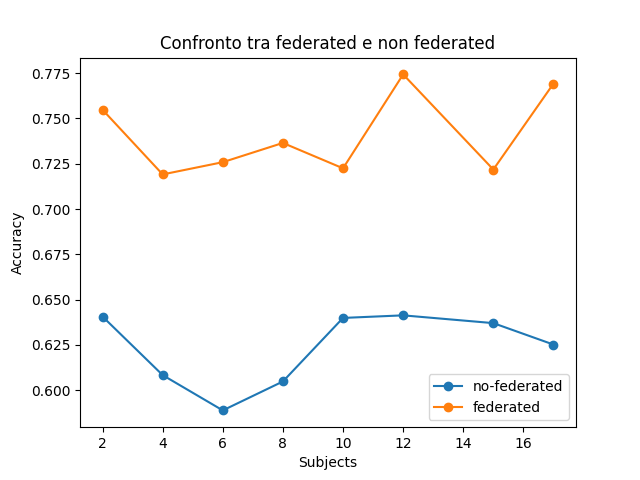 Confronto tra federated e non federated
Accuracy
0.775
0.750
0.725
0.700
0.675
0.650
0.625
0.600
2 4 6 8 10 12 14 16
Subjects
no-federated
federated